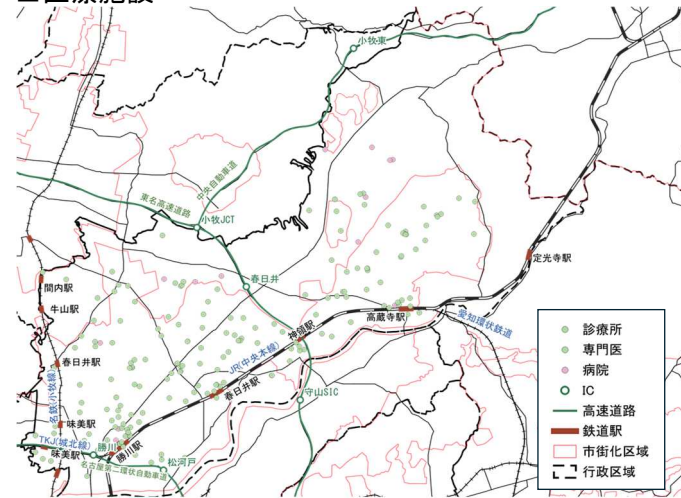 小牧東
中央自動車道
東名高速道路
小牧JCT
春日井
定光寺駅
間内駅
牛山駅
高蔵寺駅
愛知環状鉄道
神領駅
JR(中央本線)
春日井駅
名鉄(小牧線)
春日井駅
守山SIC
味美駅
TKJ(城北線)
勝川
勝川駅
味美駅
松河戸
名古屋第二環状自動車道
診療所
専門医
病院
IC
高速道路
鉄道駅
市街化区域
行政区域